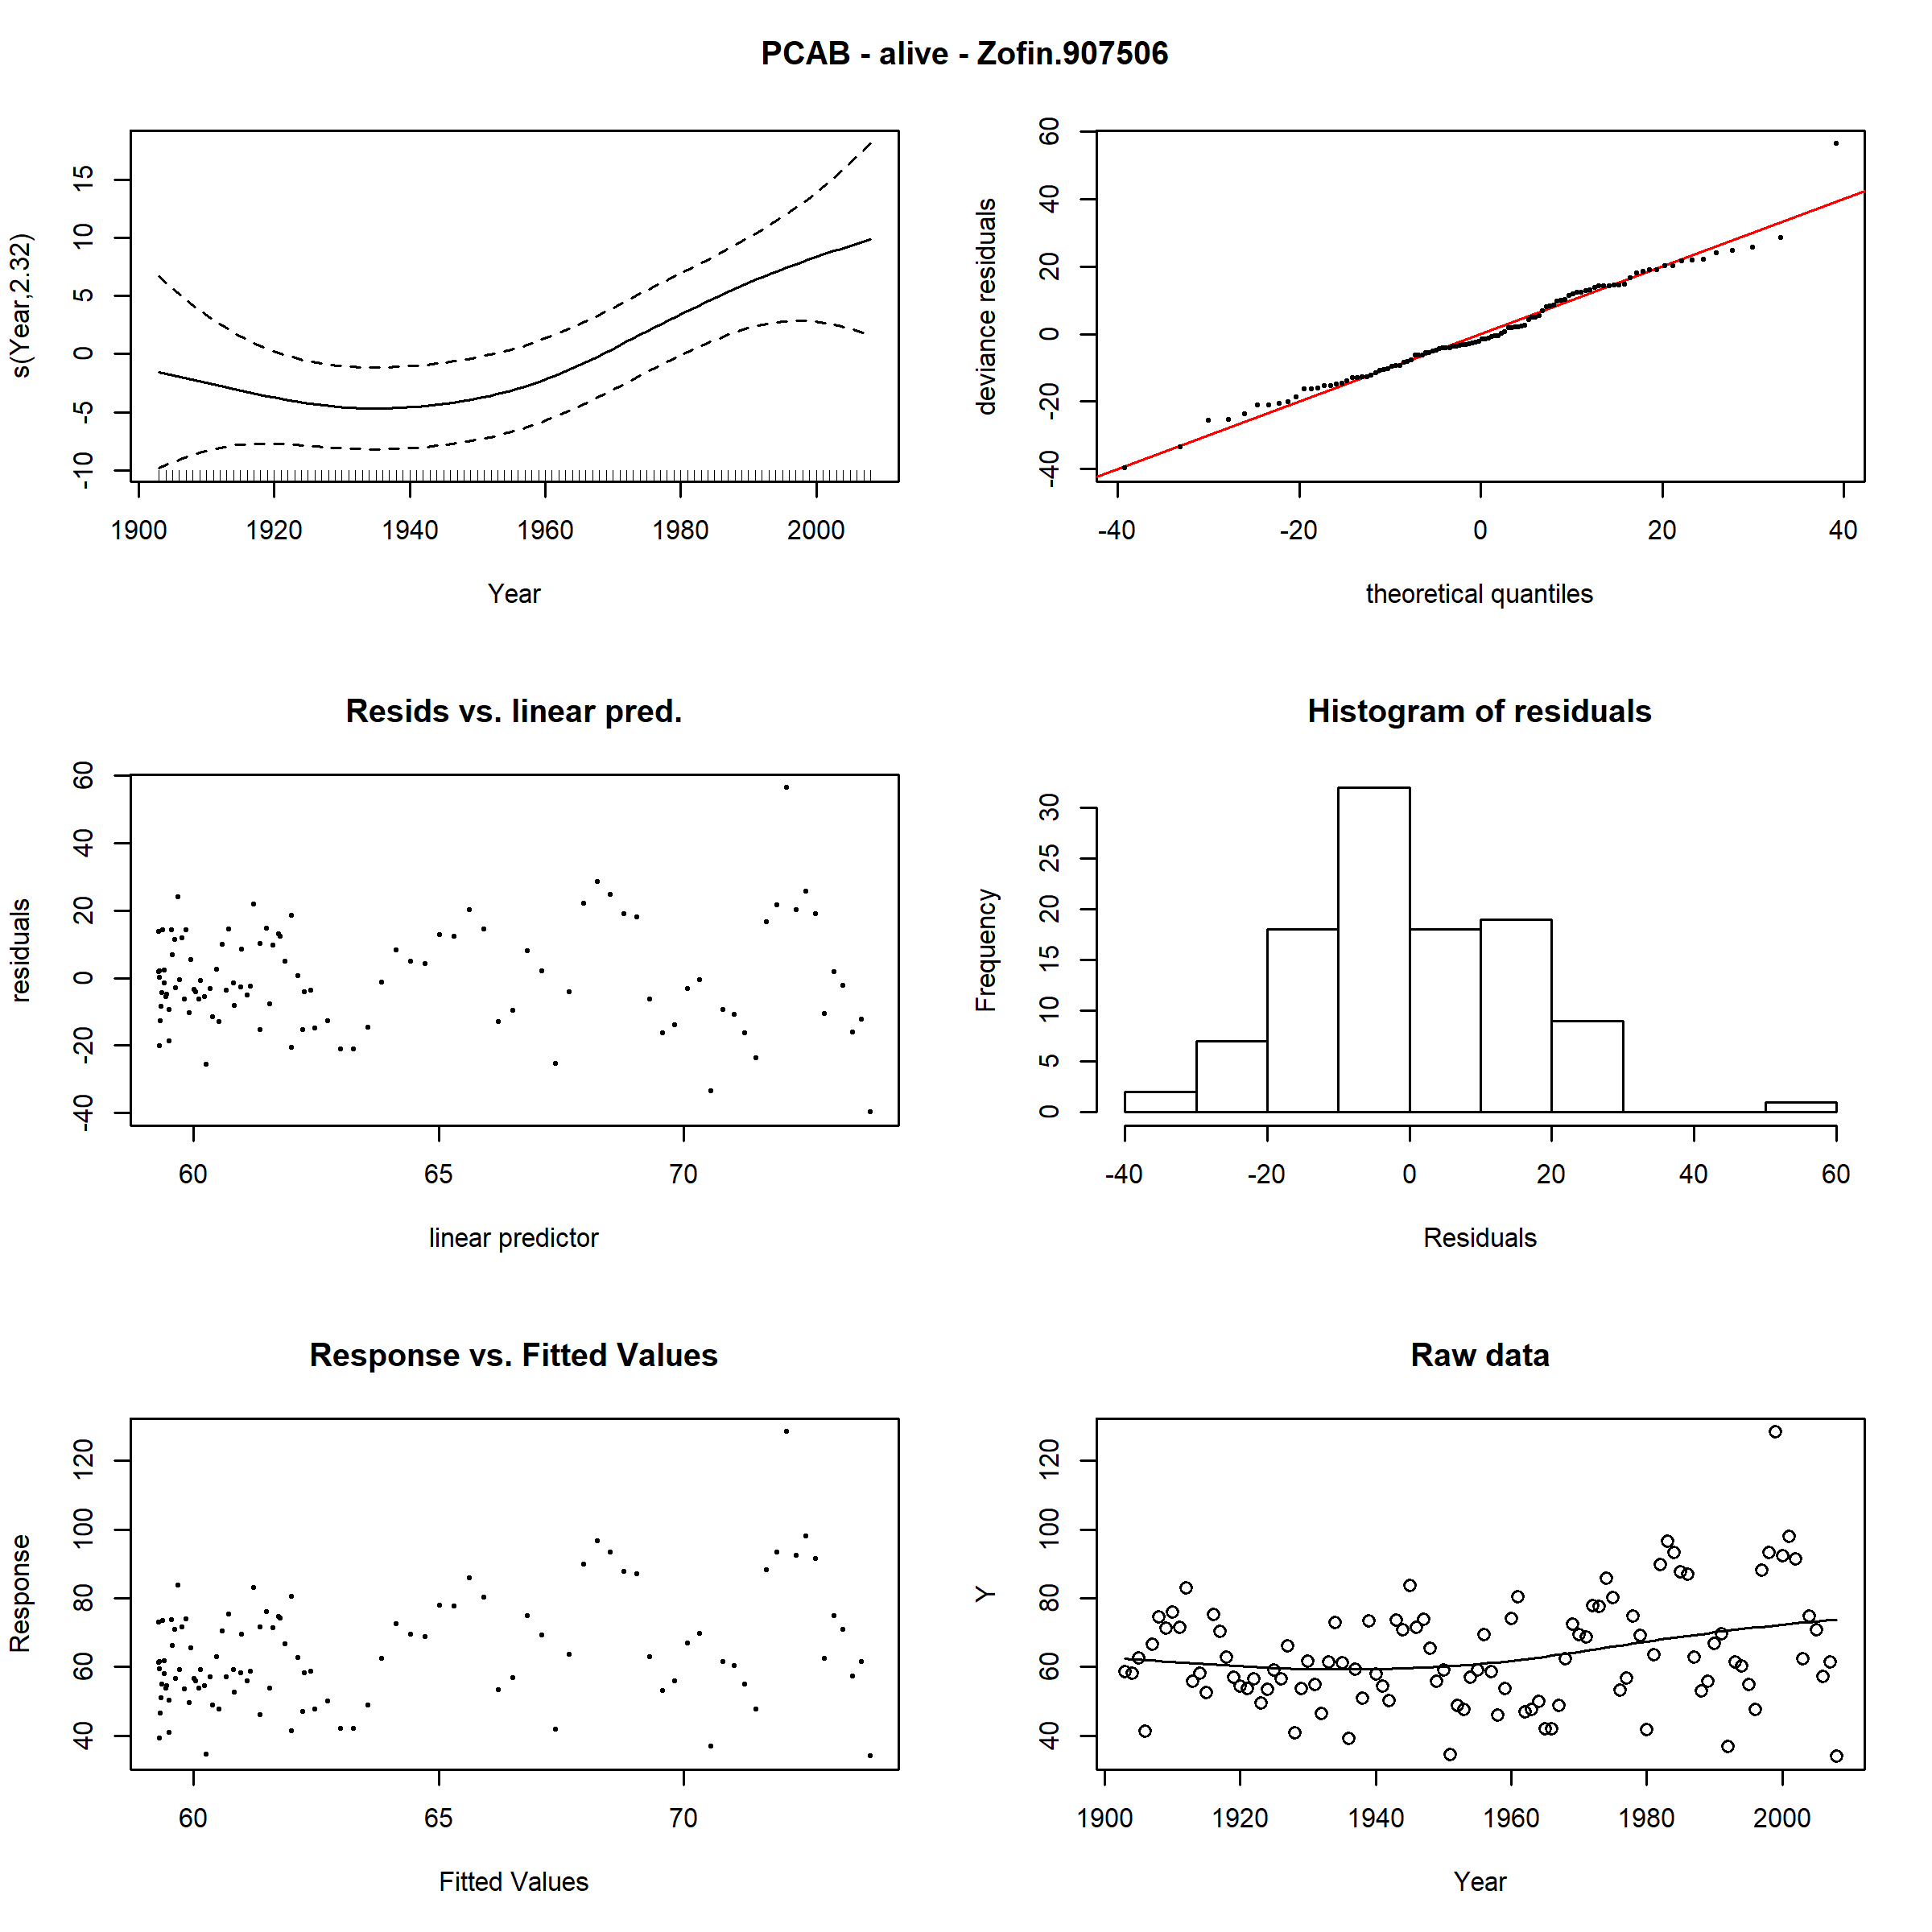 PCAB - alive - Zofin.907506
s(Year,2.32)
-10 -5 0 5 10 15
1900 1920 1940 1960 1980 2000
Year
deviance residuals
-40 -20 0 20 40 60
-40 -20 0 20 40
theoretical quantiles
Resids vs. linear pred.
residuals
-40 -20 0 20 40 60
60 65 70
linear predictor
Histogram of residuals
Frequency
0 5 10 15 20 25 30
-40 -20 0 20 40 60
Residuals
Response vs. Fitted Values
Response
40 60 80 100 120
60 65 70
Fitted Values
Raw data
Y
40 60 80 100 120
1900 1920 1940 1960 1980 2000
Year